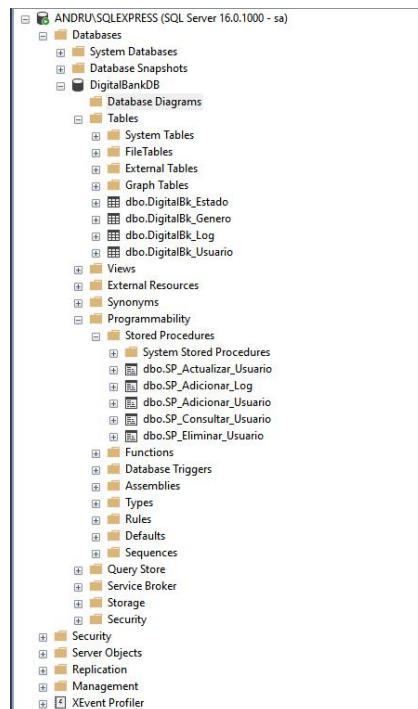 ANDRU\SQLEXPRESS (SQL Server 16.0.1000 - sa)
Databases
System Databases
Database Snapshots
DigitalBankDB
Database Diagrams
Tables
System Tables
FileTables
External Tables
Graph Tables
dbo.DigitalBk_Estado
dbo.DigitalBk_Genero
dbo.DigitalBk_Log
dbo.DigitalBk_Usuario
Views
External Resources
Synonyms
Programmability
Stored Procedures
System Stored Procedures
dbo.SP_Actualizar_Usuario
dbo.SP_Adicionar_Log
dbo.SP_Adicionar_Usuario
dbo.SP_Consultar_Usuario
dbo.SP_Eliminar_Usuario
Functions
Database Triggers
Assemblies
Types
Rules
Defaults
Sequences
Query Store
Service Broker
Storage
Security
Security
Server Objects
Replication
Management
XEvent Profiler